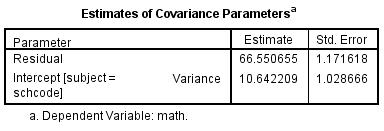 Estimates of Covariance Parametersa
Parameter Estimate Std. Error
Residual 66.550655 1.171618
Intercept [subject = schcode] Variance 10.642209 1.028666
a. Dependent Variable: math.